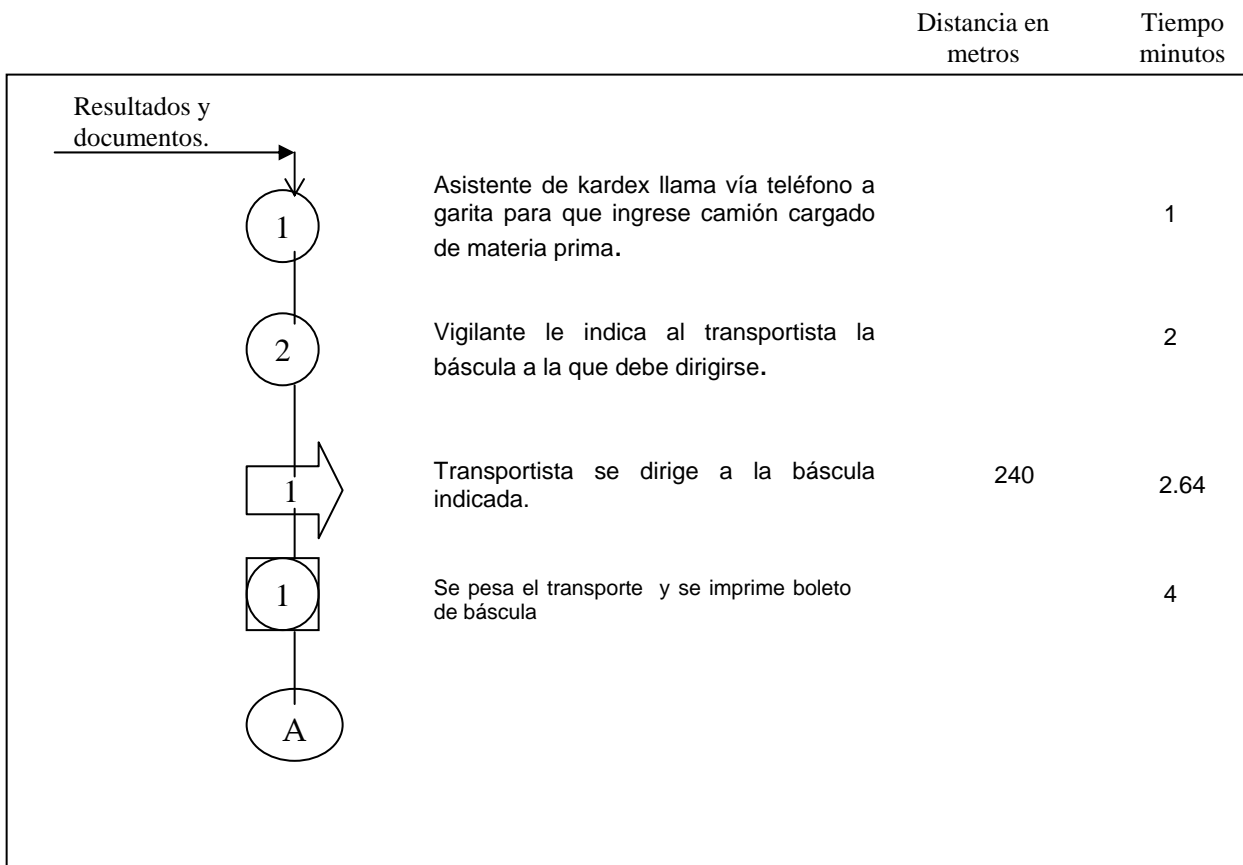 Distancia en
metros
Tiempo
minutos
Resultados y
documentos.
1
Asistente de kardex llama vía teléfono a
garita para que ingrese camión cargado
de materia prima.
1
2
Vigilante le indica al transportista la
báscula a la que debe dirigirse.
2
1
Transportista se dirige a la báscula
indicada.
240
2.64
1
Se pesa el transporte y se imprime boleto
de báscula
4
A